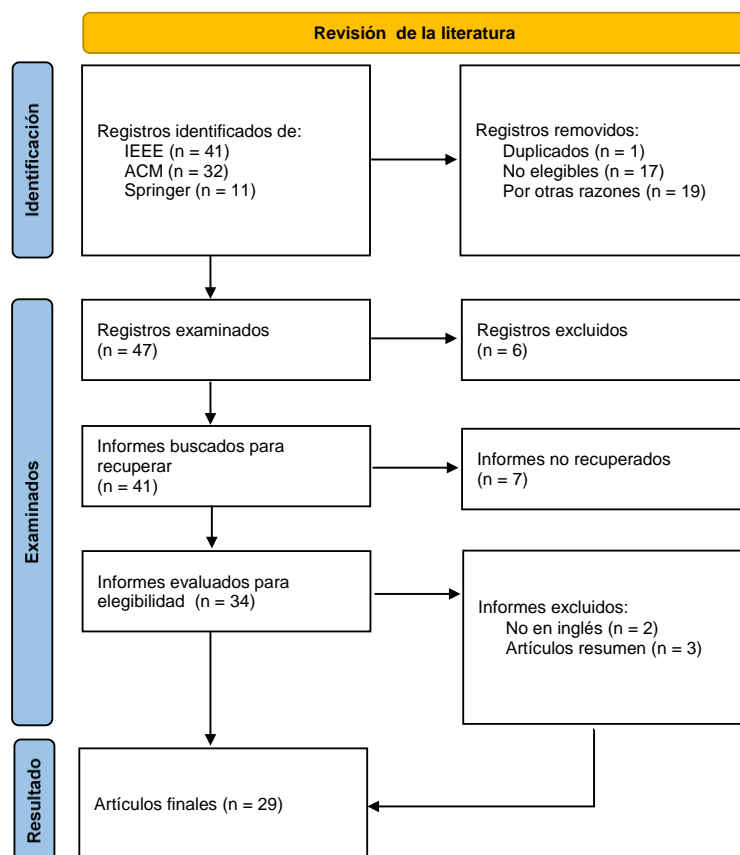 Revisión de la literatura
Identificación
Registros identificados de:
IEEE (n = 41)
ACM (n = 32)
Springer (n = 11)
Registros removidos:
Duplicados (n = 1)
No elegibles (n = 17)
Por otras razones (n = 19)
Examinados
Registros examinados
(n = 47)
Registros excluidos
(n = 6)
Informes buscados para
recuperar
(n = 41)
Informes no recuperados
(n = 7)
Informes evaluados para
elegibilidad (n = 34)
Informes excluidos:
No en inglés (n = 2)
Artículos resumen (n = 3)
Resultado
Artículos finales (n = 29)